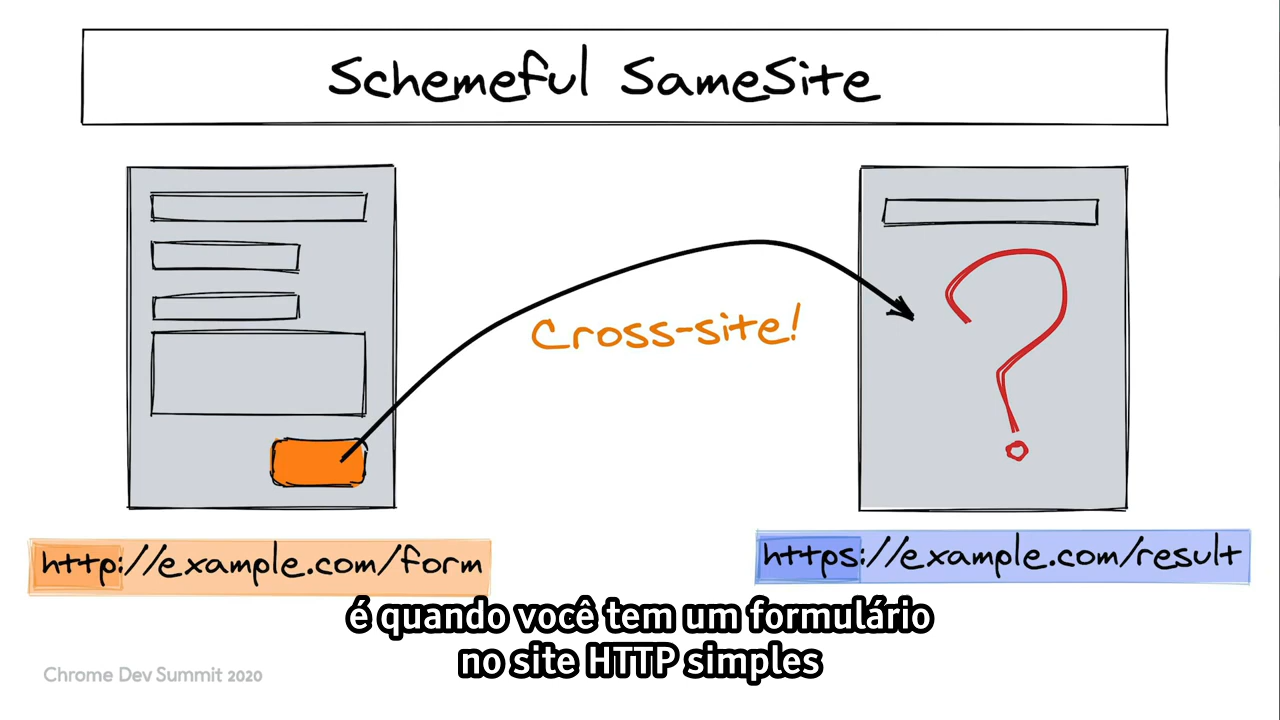 Schemeful SameSite
Cross-site!
http://example.com/form
https://example.com/result
é quando você tem um formulário
no site HTTP simples
Chrome Dev Summit 2020